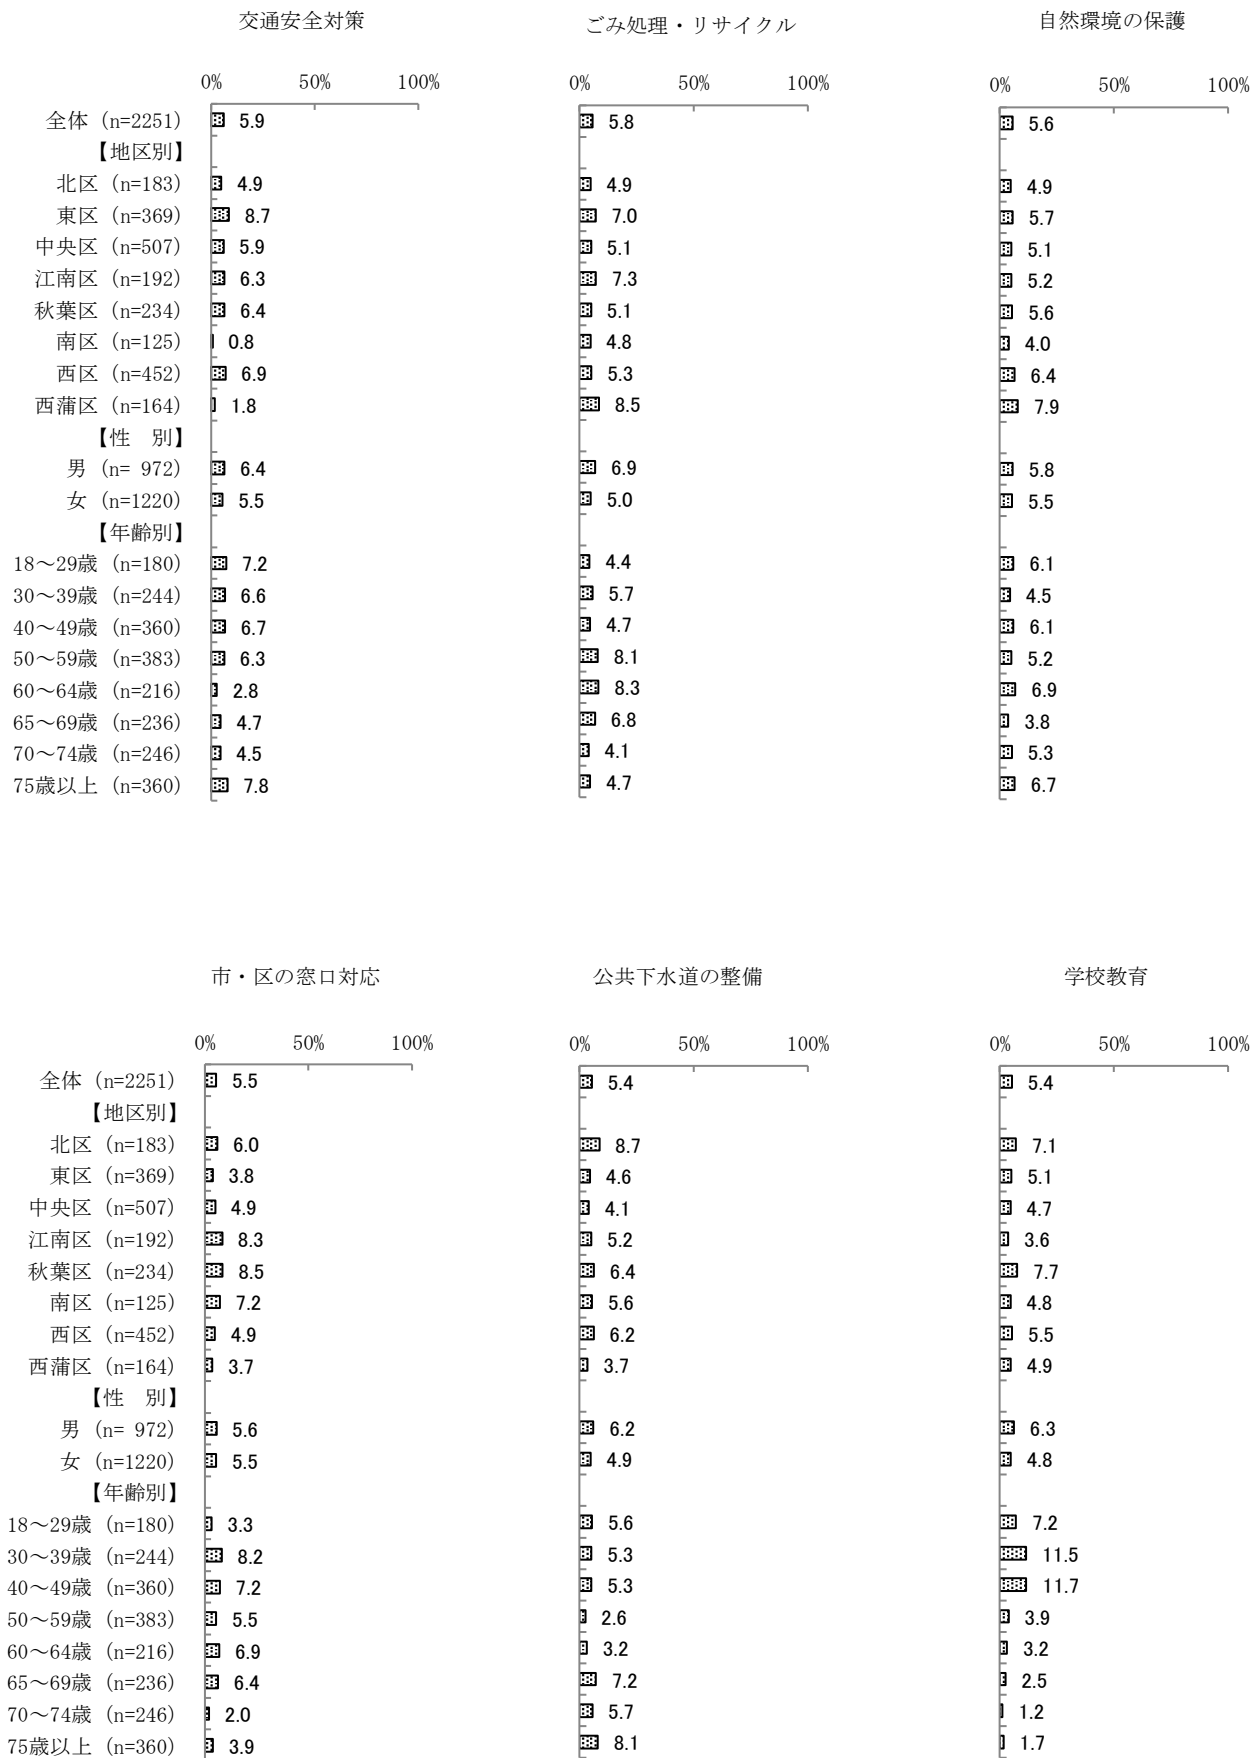 交通安全対策 ごみ処理・リサイクル 自然環境の保護
0% 50% 100% 0% 50% 100% 0% 50% 100%
全体 (n=2251) 5.9 5.8 5.6
【地区別】
北区 (n=183) 4.9 4.9 4.9
東区 (n=369) 8.7 7.0 5.7
中央区 (n=507) 5.9 5.1 5.1
江南区 (n=192) 6.3 7.3 5.2
秋葉区 (n=234) 6.4 5.1 5.6
南区 (n=125) 0.8 4.8 4.0
西区 (n=452) 6.9 5.3 6.4
西蒲区 (n=164) 1.8 8.5 7.9
【性　別】
男 (n= 972) 6.4 6.9 5.8
女 (n=1220) 5.5 5.0 5.5
【年齢別】
18～29歳 (n=180) 7.2 4.4 6.1
30～39歳 (n=244) 6.6 5.7 4.5
40～49歳 (n=360) 6.7 4.7 6.1
50～59歳 (n=383) 6.3 8.1 5.2
60～64歳 (n=216) 2.8 8.3 6.9
65～69歳 (n=236) 4.7 6.8 3.8
70～74歳 (n=246) 4.5 4.1 5.3
75歳以上 (n=360) 7.8 4.7 6.7
市・区の窓口対応 公共下水道の整備 学校教育
0% 50% 100% 0% 50% 100% 0% 50% 100%
全体 (n=2251) 5.5 5.4 5.4
【地区別】
北区 (n=183) 6.0 8.7 7.1
東区 (n=369) 3.8 4.6 5.1
中央区 (n=507) 4.9 4.1 4.7
江南区 (n=192) 8.3 5.2 3.6
秋葉区 (n=234) 8.5 6.4 7.7
南区 (n=125) 7.2 5.6 4.8
西区 (n=452) 4.9 6.2 5.5
西蒲区 (n=164) 3.7 3.7 4.9
【性　別】
男 (n= 972) 5.6 6.2 6.3
女 (n=1220) 5.5 4.9 4.8
【年齢別】
18～29歳 (n=180) 3.3 5.6 7.2
30～39歳 (n=244) 8.2 5.3 11.5
40～49歳 (n=360) 7.2 5.3 11.7
50～59歳 (n=383) 5.5 2.6 3.9
60～64歳 (n=216) 6.9 3.2 3.2
65～69歳 (n=236) 6.4 7.2 2.5
70～74歳 (n=246) 2.0 5.7 1.2
75歳以上 (n=360) 3.9 8.1 1.7